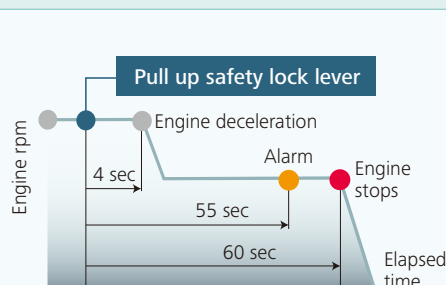 Pull up safety lock lever
Engine deceleration
Engine rpm
Alarm
4 sec
Engine
stops
55 sec
60 sec
Elapsed
time